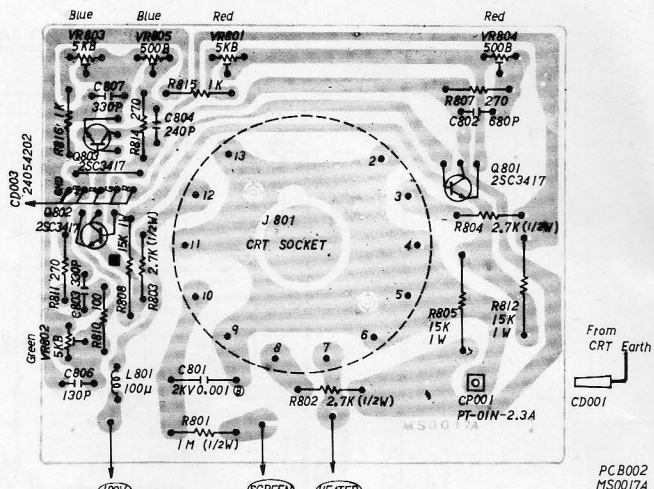 Blue Blue Red Red
VR803 VR805 VR801 VR804
5KB 500B 5KB 500B
C807
330P
R815 1K
R807 270
C802 680P
R816 1K
R814 270
C804
240P
Q803
2SC3417
Q801
2SC3417
CD003
24054202
GND
Q802
2SC3417
13
2
12
3
J801
CRT SOCKET
11
4
10
5
9
6
8
7
R804 2.7K (1/2W)
15K 1W
R811 270
C803 330P
R810 100
R808
R803 2.7K (1/2W)
R805
15K
1W
R812
15K
1W
Green
VR802
5KB
From
CRT Earth
C806
130P
L801
100µ
C801
2KV0.001 Ⓑ
R802 2.7K (1/2W)
CP001
PT-01N-2.3A
CD001
R801
1M (1/2W)
MS0017A
SCREEN
HEATER
PCB002
MS0017A